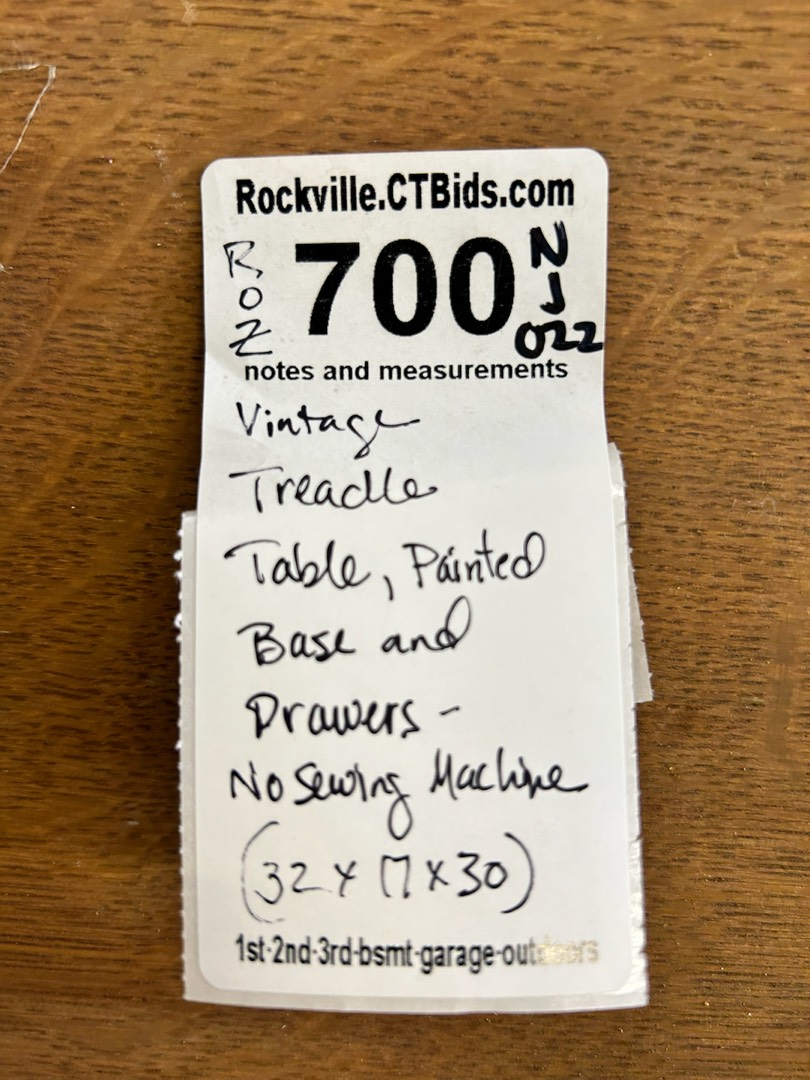 Rockville.CTBids.com
ROZ 700 NJ
022
notes and measurements
Vintage
Treadle
Table, Painted
Base and
Drawers -
No Sewing Machine
(32 x 17 x 30)
1st-2nd-3rd-bsmt-garage-outdoors